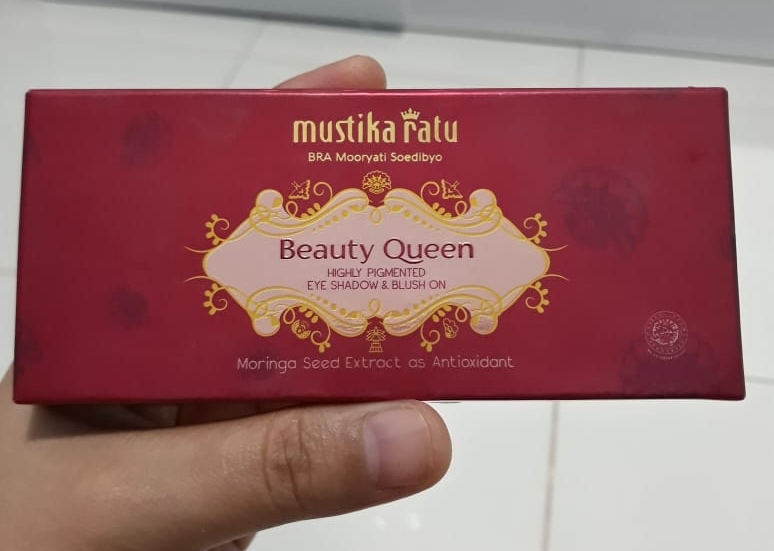 mustika ratu
BRA Mooryati Soedibyo
Beauty Queen
HIGHLY PIGMENTED
EYE SHADOW & BLUSH ON
Moringa Seed Extract as Antioxidant